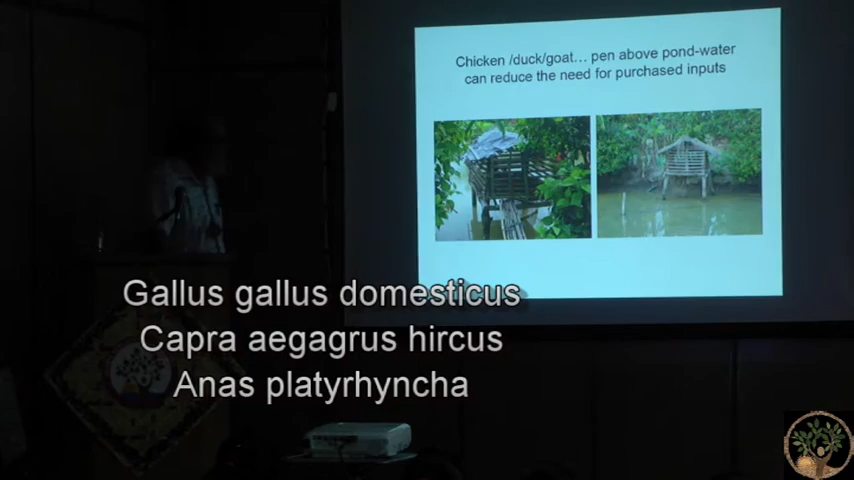 Chicken /duck/goat... pen above pond-water
can reduce the need for purchased inputs
Gallus gallus domesticus
Capra aegagrus hircus
Anas platyrhyncha